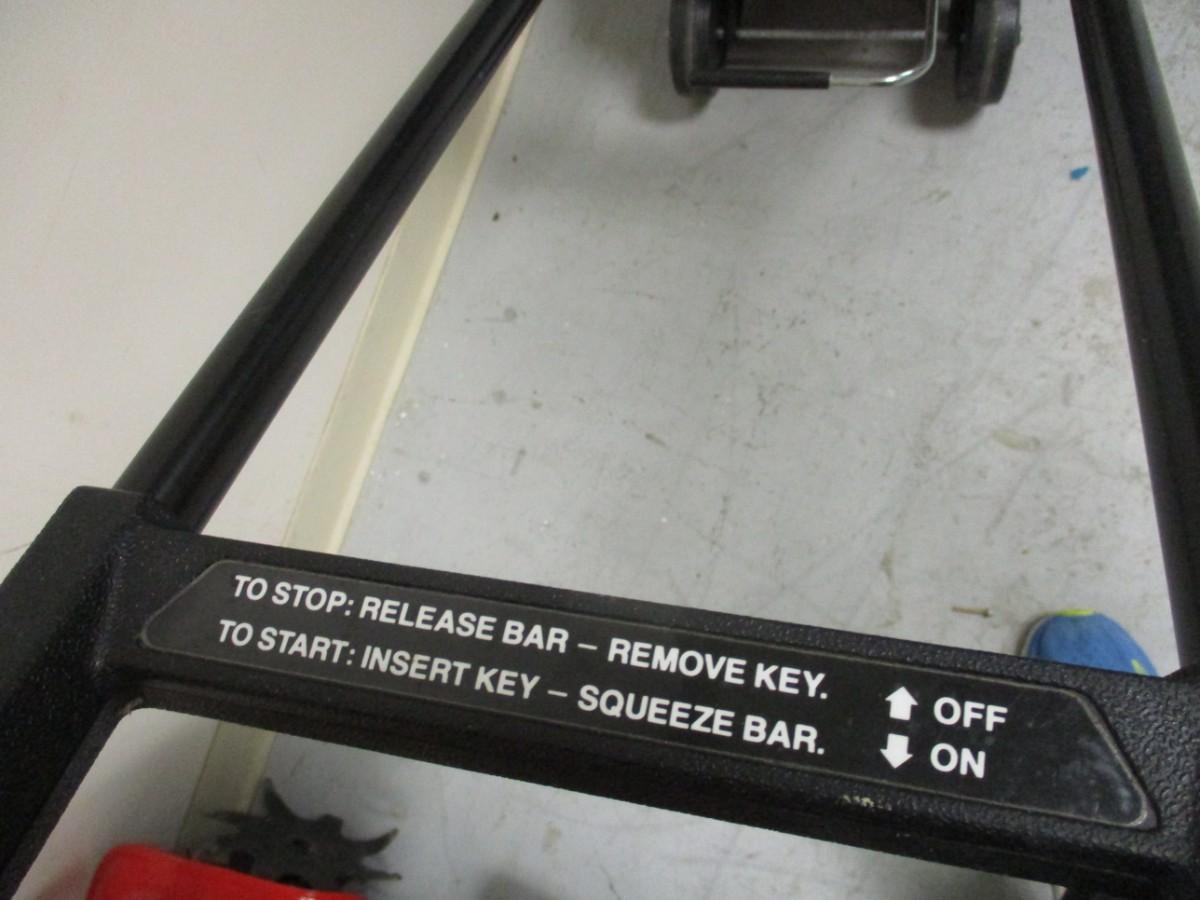 TO STOP: RELEASE BAR – REMOVE KEY.
TO START: INSERT KEY – SQUEEZE BAR.
⬆ OFF
⬇ ON